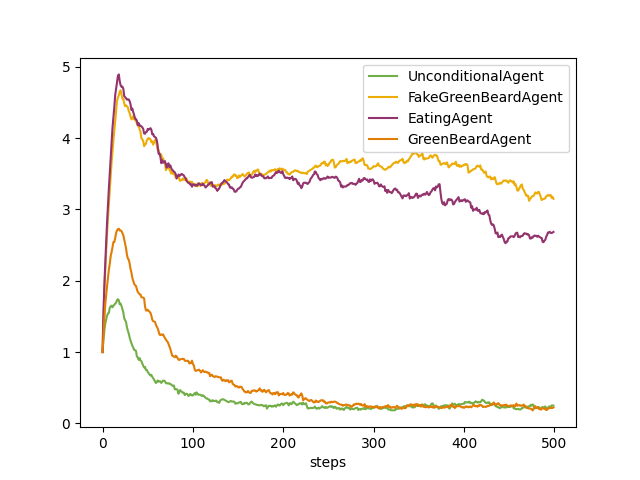 UnconditionalAgent
FakeGreenBeardAgent
EatingAgent
GreenBeardAgent
5
4
3
2
1
0
0 100 200 300 400 500
steps